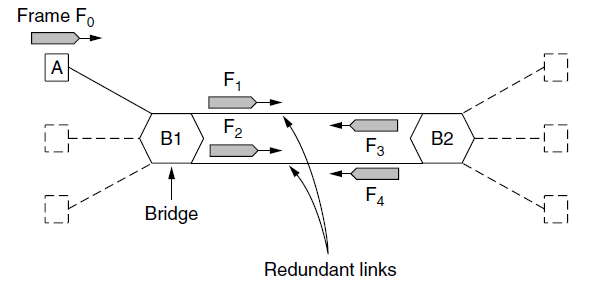 Frame F0
A
F1
B1
F2
F3
B2
F4
Bridge
Redundant links